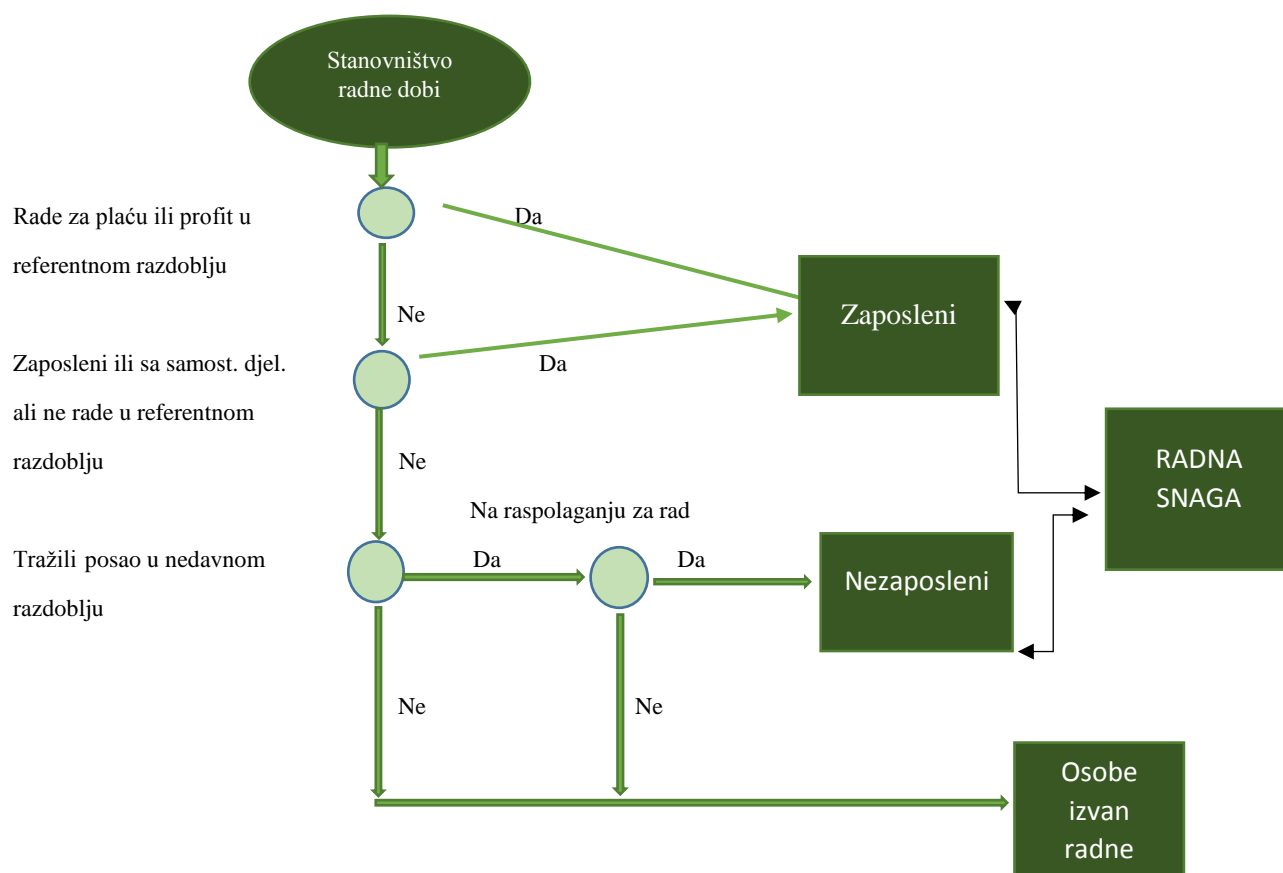 Stanovništvo
radne dobi
Rade za plaću ili profit u
referentnom razdoblju
Da
Ne
Zaposleni
Zaposleni ili sa samost. djel.
ali ne rade u referentnom
razdoblju
Da
Ne
RADNA
SNAGA
Na raspolaganju za rad
Tražili posao u nedavnom
razdoblju
Da
Da
Nezaposleni
Ne
Ne
Osobe
izvan
radne